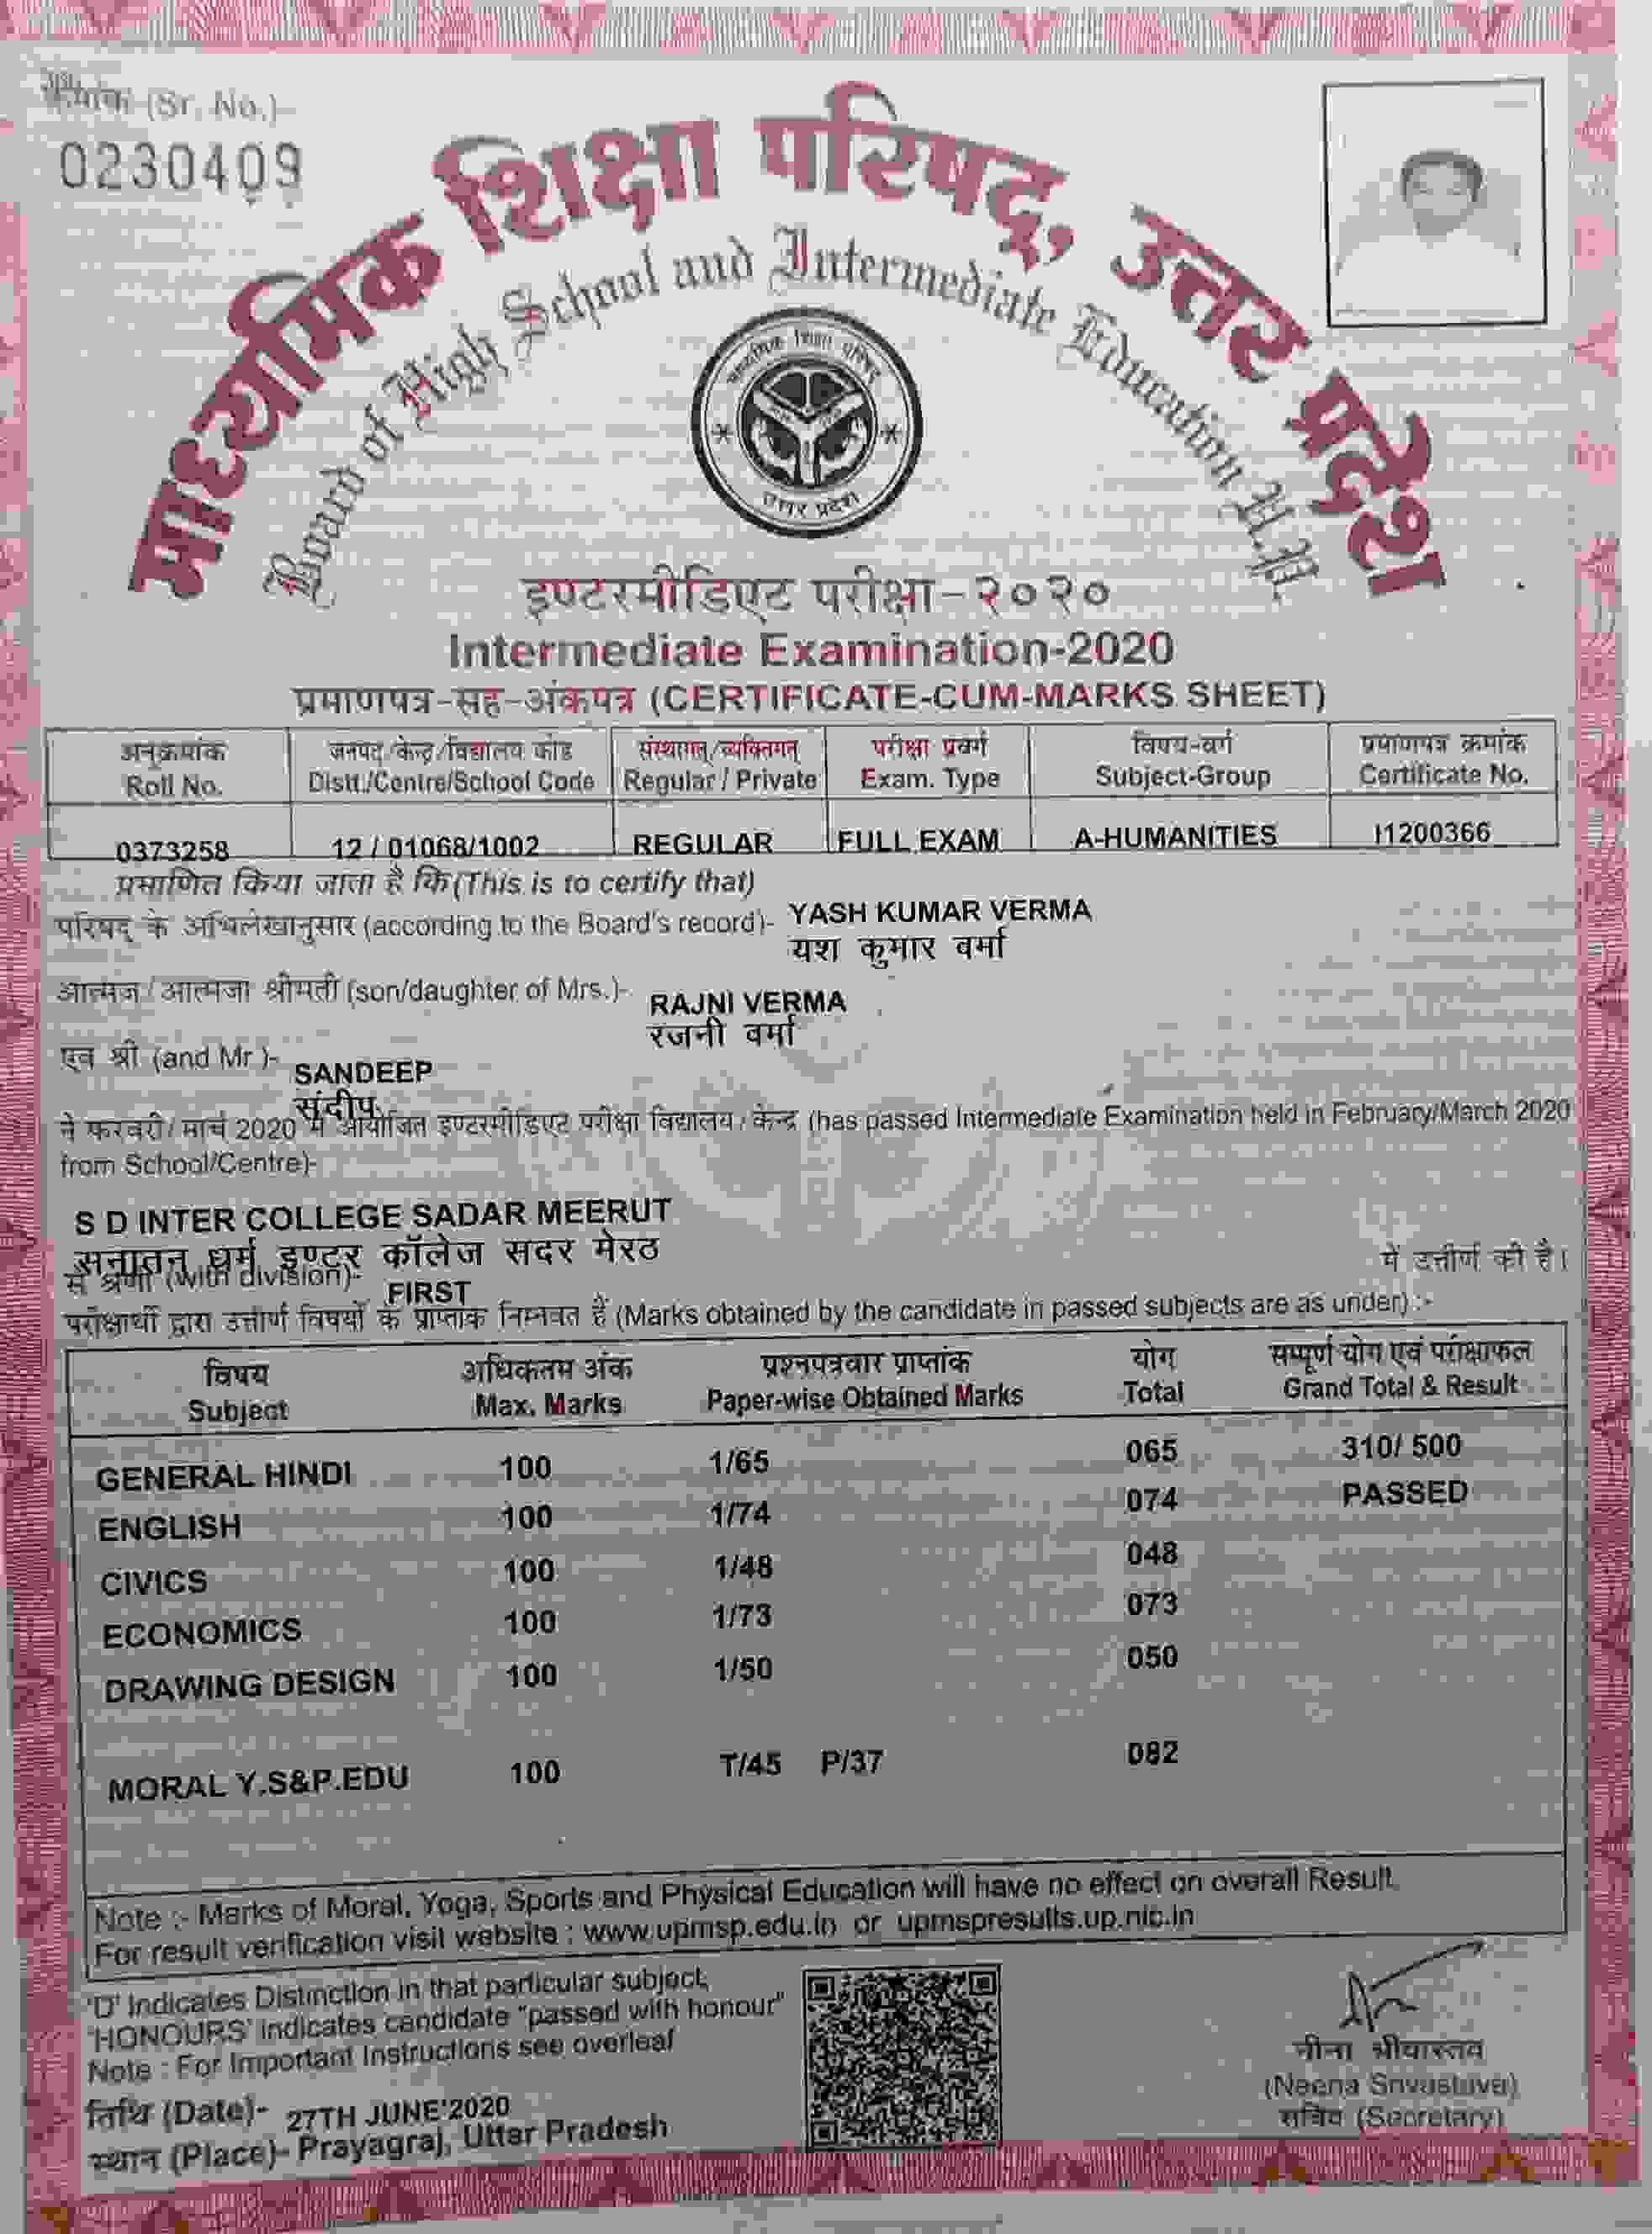 क्रमांक (Sr. No.)-
0230409
माध्यमिक शिक्षा परिषद्, उत्तर प्रदेश
Board of High School and Intermediate Education U.P.
माध्यमिक शिक्षा परिषद्
उत्तर प्रदेश
इण्टरमीडिएट परीक्षा-२०२०
Intermediate Examination-2020
प्रमाणपत्र-सह-अंकपत्र (CERTIFICATE-CUM-MARKS SHEET)
अनुक्रमांक जनपद/केन्द्र/विद्यालय कोड संस्थागत्/व्यक्तिगत् परीक्षा प्रवर्ग विषय-वर्ग प्रमाणपत्र क्रमांक
Roll No. Distt./Centre/School Code Regular / Private Exam. Type Subject-Group Certificate No.
0373258 12 / 01068/1002 REGULAR FULL EXAM A-HUMANITIES I1200366
प्रमाणित किया जाता है कि (This is to certify that)
परिषद् के अभिलेखानुसार (according to the Board's record)- YASH KUMAR VERMA
यश कुमार वर्मा
आत्मज/आत्मजा श्रीमती (son/daughter of Mrs.)- RAJNI VERMA
रजनी वर्मा
एवं श्री (and Mr.)- SANDEEP
संदीप
ने फरवरी/मार्च 2020 में आयोजित इण्टरमीडिएट परीक्षा विद्यालय/केन्द्र (has passed Intermediate Examination held in February/March 2020
from School/Centre)-
S D INTER COLLEGE SADAR MEERUT
सनातन धर्म इण्टर कॉलेज सदर मेरठ में उत्तीर्ण की है।
से श्रेणी (with division)- FIRST
परीक्षार्थी द्वारा उत्तीर्ण विषयों के प्राप्तांक निम्नवत हैं (Marks obtained by the candidate in passed subjects are as under) :-
विषय अधिकतम अंक प्रश्नपत्रवार प्राप्तांक योग सम्पूर्ण योग एवं परीक्षाफल
Subject Max. Marks Paper-wise Obtained Marks Total Grand Total & Result
GENERAL HINDI 100 1/65 065 310/ 500
ENGLISH 100 1/74 074 PASSED
CIVICS 100 1/48 048
ECONOMICS 100 1/73 073
DRAWING DESIGN 100 1/50 050
MORAL Y.S&P.EDU 100 T/45 P/37 082
Note :- Marks of Moral, Yoga, Sports and Physical Education will have no effect on overall Result.
For result verification visit website : www.upmsp.edu.in or upmspresults.up.nic.in
'D' Indicates Distinction in that particular subject,
'HONOURS' indicates candidate "passed with honour"
Note : For Important Instructions see overleaf
तिथि (Date)- 27TH JUNE'2020
स्थान (Place)- Prayagraj, Uttar Pradesh
नीना श्रीवास्तव
(Neena Srivastava)
सचिव (Secretary)